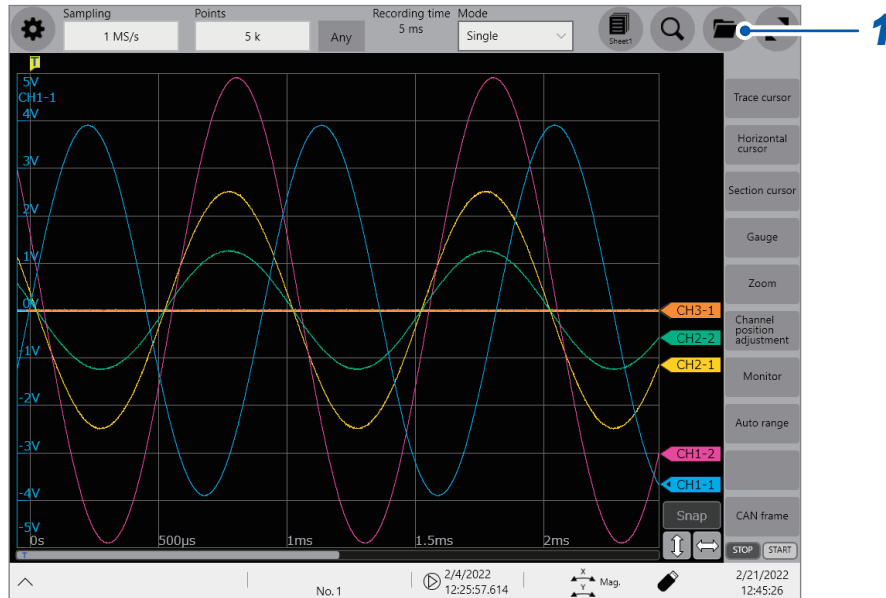 Sampling
1 MS/s
Points
5 k
Any
Recording time
5 ms
Mode
Single
Sheet1
1
T
5V
CH1-1
4V
3V
2V
1V
0V
-1V
-2V
-3V
-4V
-5V
0s
500μs
1ms
1.5ms
2ms
T
CH3-1
CH2-2
CH2-1
CH1-2
CH1-1
Snap
Trace cursor
Horizontal
cursor
Section cursor
Gauge
Zoom
Channel
position
adjustment
Monitor
Auto range
CAN frame
STOP
START
No. 1
2/4/2022
12:25:57.614
X
Y
Mag.
2/21/2022
12:45:26